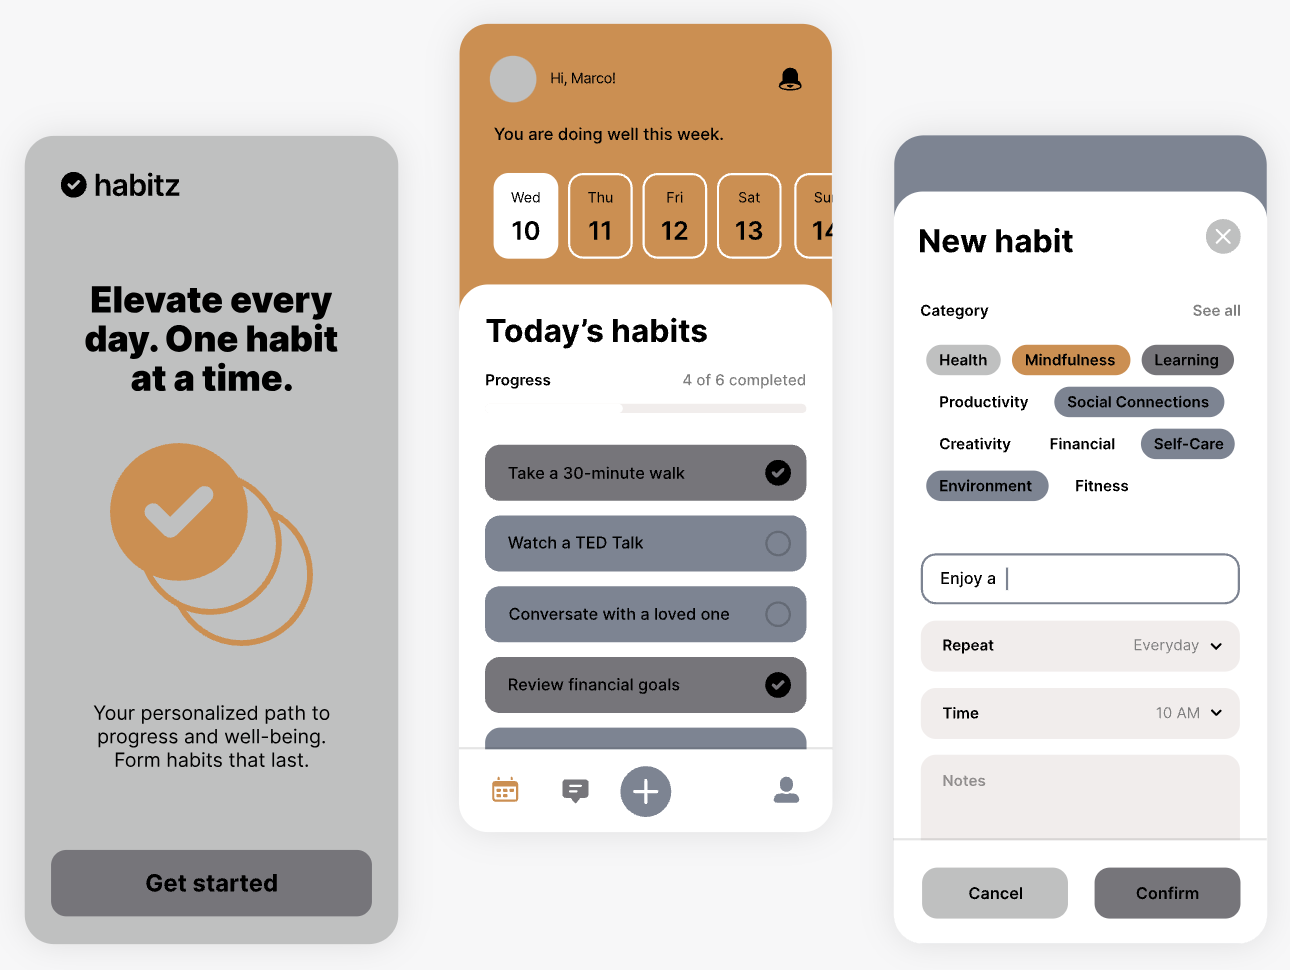 habitz
Elevate every
day. One habit
at a time.
Your personalized path to
progress and well-being.
Form habits that last.
Get started
Hi, Marco!
You are doing well this week.
Wed Thu Fri Sat Su
10 11 12 13 14
Today’s habits
Progress 4 of 6 completed
Take a 30-minute walk
Watch a TED Talk
Conversate with a loved one
Review financial goals
New habit
Category See all
Health Mindfulness Learning
Productivity Social Connections
Creativity Financial Self-Care
Environment Fitness
Enjoy a
Repeat Everyday
Time 10 AM
Notes
Cancel Confirm